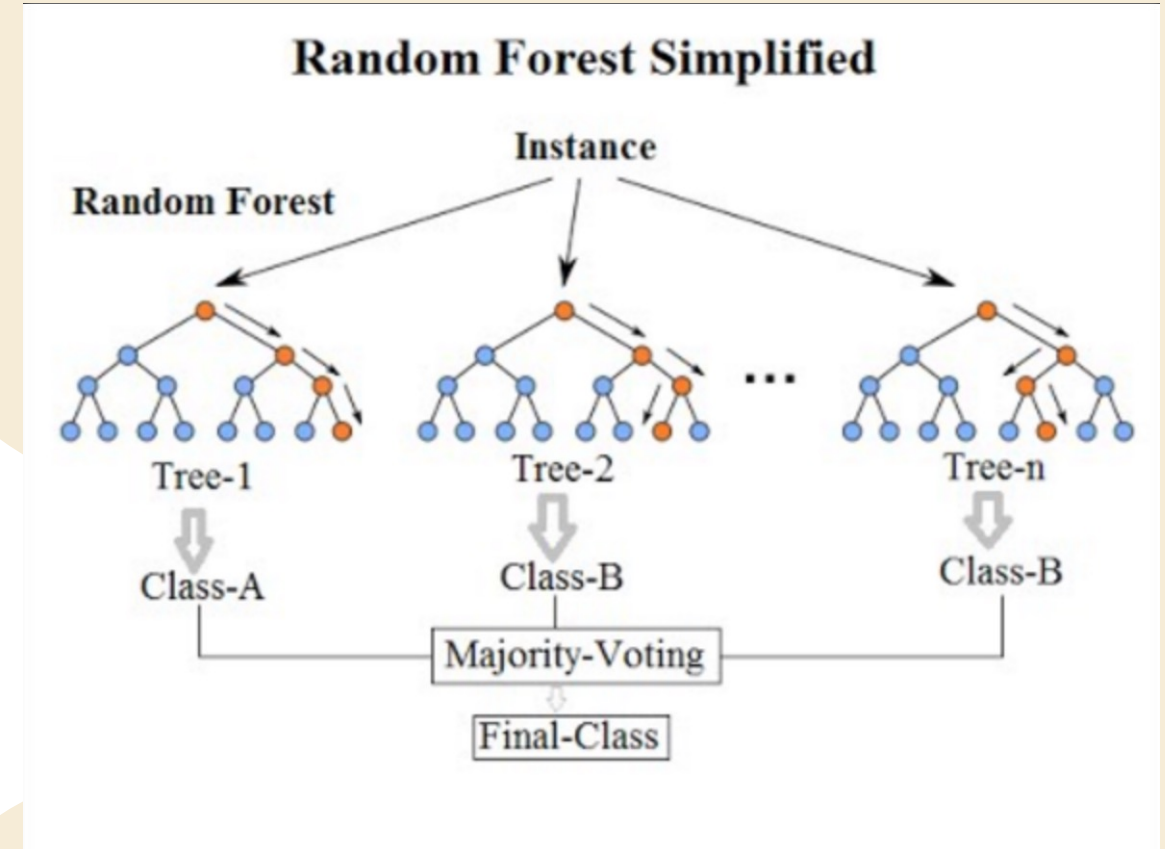 Random Forest Simplified
Instance
Random Forest
...
Tree-1
Tree-2
Tree-n
Class-A
Class-B
Class-B
Majority-Voting
Final-Class